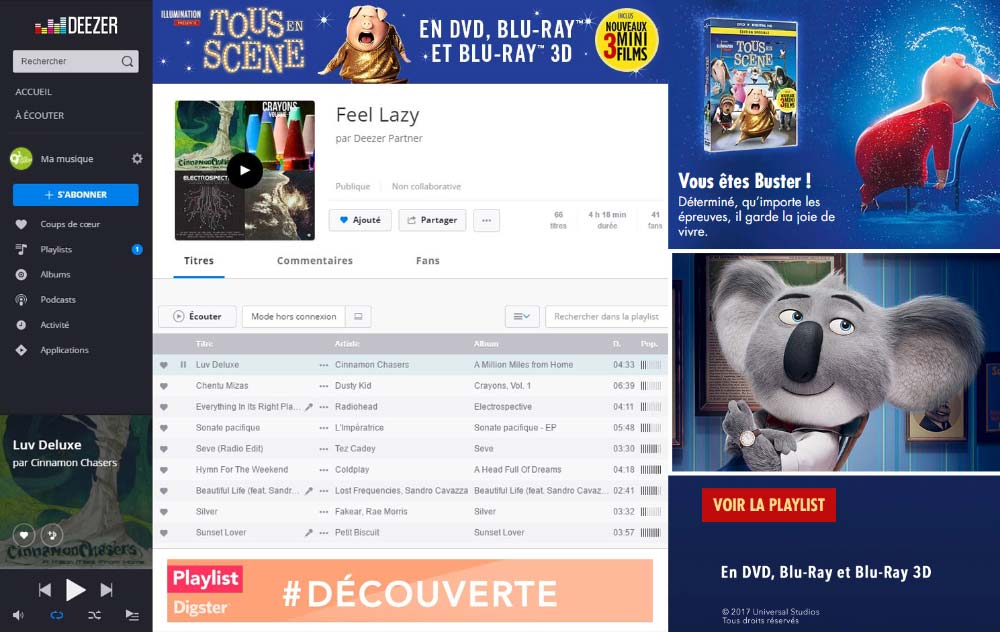 DEEZER
Rechercher
ACCUEIL
À ÉCOUTER
Ma musique
+ S'ABONNER
Coups de cœur
Playlists 1
Albums
Podcasts
Activité
Applications
Luv Deluxe
par Cinnamon Chasers
CINNAMONCHASERS
ILLUMINATION
PRESENTE
TOUS EN
SCÈNE
EN DVD, BLU-RAY™
ET BLU-RAY™ 3D
INCLUS
NOUVEAUX
3 MINI
FILMS
CRAYONS
CINNAMONCHASERS
ELECTROSPECTIVE
Feel Lazy
par Deezer Partner
Publique
Non collaborative
Ajouté
Partager
66
titres
4 h 18 min
durée
41
fans
Titres
Commentaires
Fans
Écouter
Mode hors connexion
Rechercher dans la playlist
Titre Artiste Album D. Pop.
Luv Deluxe ••• Cinnamon Chasers A Million Miles from Home 04:33
Chentu Mizas ••• Dusty Kid Crayons, Vol. 1 06:39
Everything In Its Right Pla... ••• Radiohead Electrospective 04:11
Sonate pacifique ••• L'Impératrice Sonate pacifique - EP 05:48
Seve (Radio Edit) ••• Tez Cadey Seve 03:30
Hymn For The Weekend ••• Coldplay A Head Full Of Dreams 04:18
Beautiful Life (feat. Sandr... ••• Lost Frequencies, Sandro Cavazza Beautiful Life (feat. Sandro Cavaz... 02:41
Silver ••• Fakear, Rae Morris Silver 03:32
Sunset Lover ••• Petit Biscuit Sunset Lover 03:57
Playlist
Digster
#DÉCOUVERTE
TOUS EN
SCÈNE
NOUVEAUX
3 MINI
FILMS
Vous êtes Buster !
Déterminé, qu'importe les
épreuves, il garde la joie de
vivre.
VOIR LA PLAYLIST
En DVD, Blu-Ray et Blu-Ray 3D
© 2017 Universal Studios
Tous droits réservés